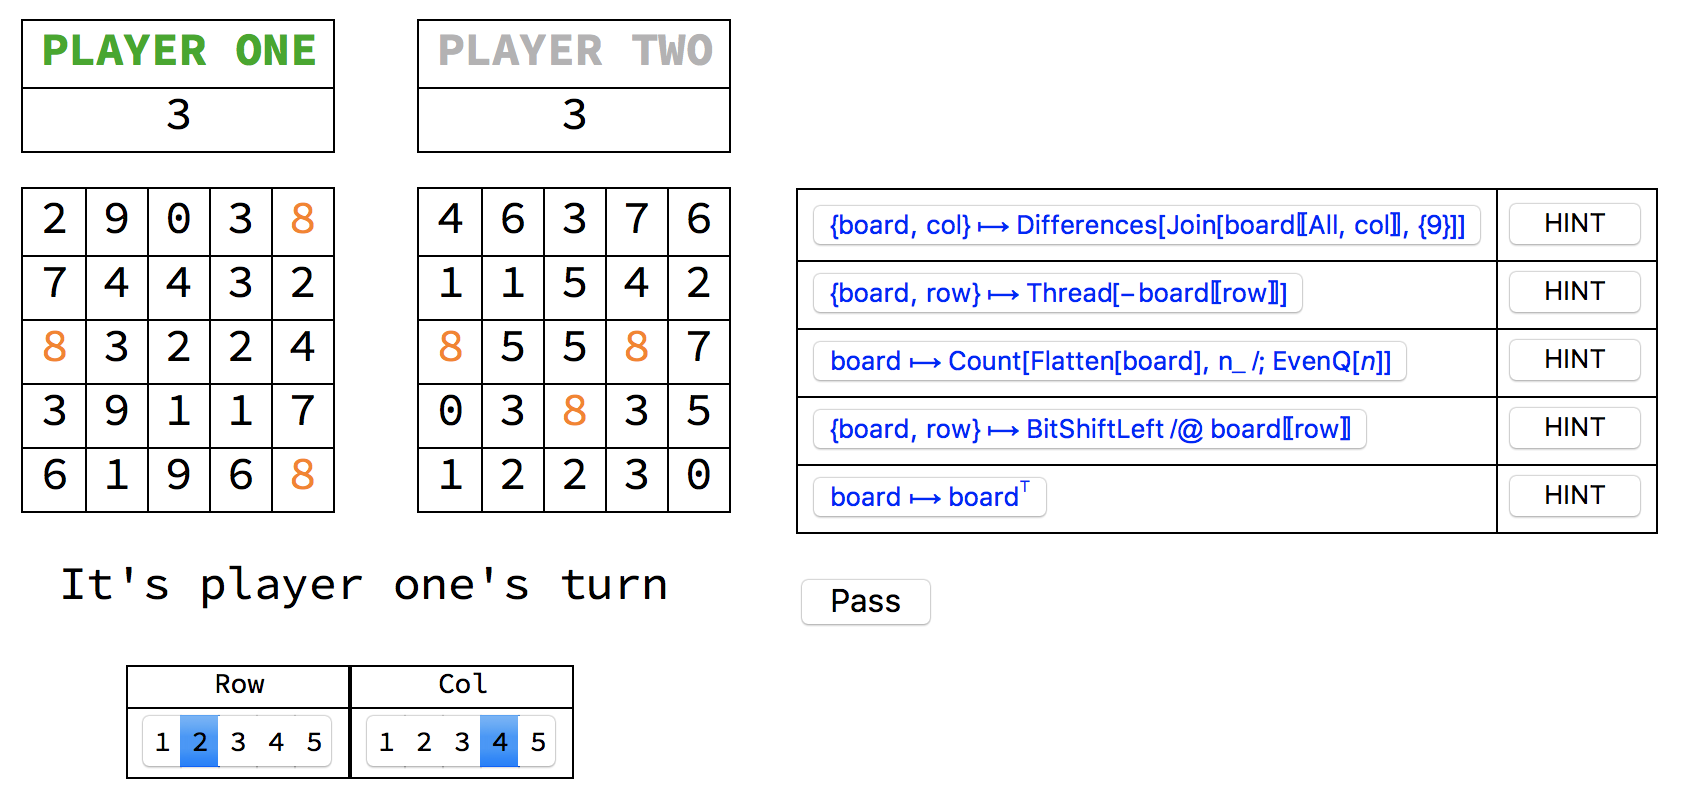 PLAYER ONE PLAYER TWO
3 3
2 9 0 3 8 4 6 3 7 6
7 4 4 3 2 1 1 5 4 2
8 3 2 2 4 8 5 5 8 7
3 9 1 1 7 0 3 8 3 5
6 1 9 6 8 1 2 2 3 0
{board, col} ↦ Differences[Join[board⟦All, col⟧, {9}]] HINT
{board, row} ↦ Thread[-board⟦row⟧] HINT
board ↦ Count[Flatten[board], n_ /; EvenQ[n]] HINT
{board, row} ↦ BitShiftLeft /@ board⟦row⟧ HINT
board ↦ boardᵀ HINT
It's player one's turn
Pass
Row Col
1 2 3 4 5 1 2 3 4 5